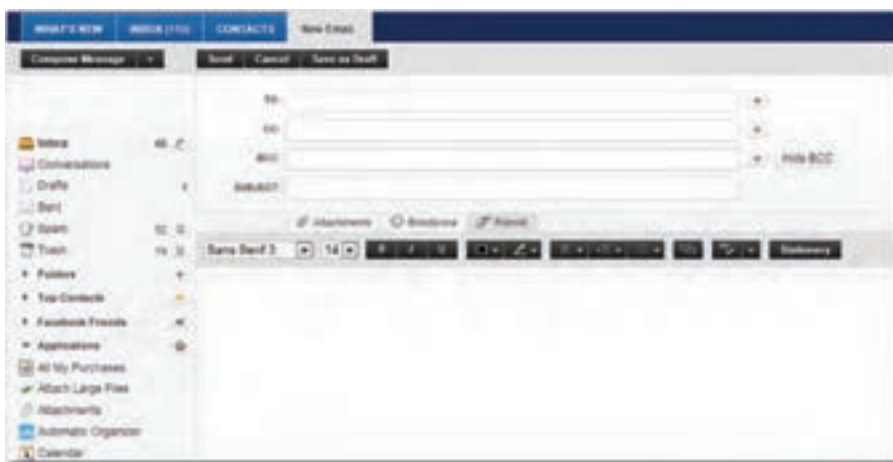 WHAT'S NEW INBOX CONTACTS New Email
Compose Message Send Cancel Save as Draft
TO
CC
BCC Hide BCC
SUBJECT
Inbox
Conversations
Drafts
Sent
Spam
Trash
Folders
Top Contacts
Facebook Friends
Applications
All My Purchases
Attach Large Files
Attachments
Automatic Organizer
Calendar
Attachments Emoticons Format
Sans Serif 14 B I U Stationery